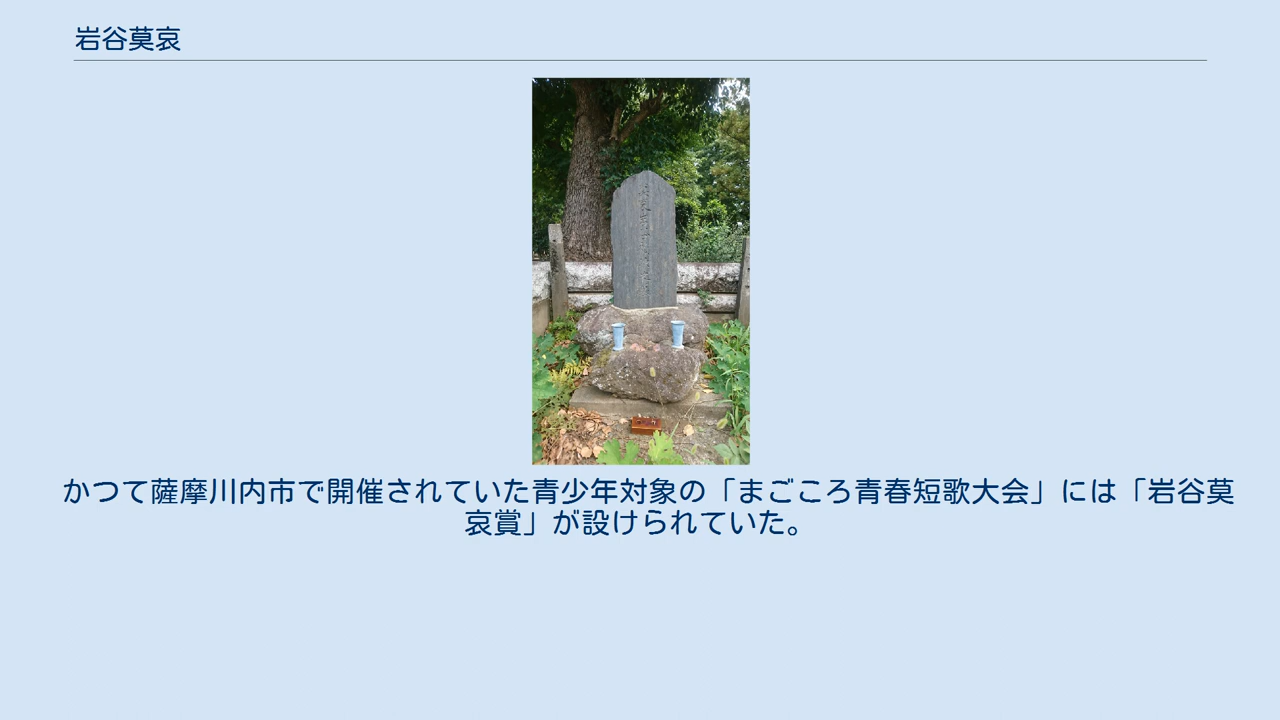 岩谷莫哀
かつて薩摩川内市で開催されていた青少年対象の「まごころ青春短歌大会」には「岩谷莫
哀賞」が設けられていた。